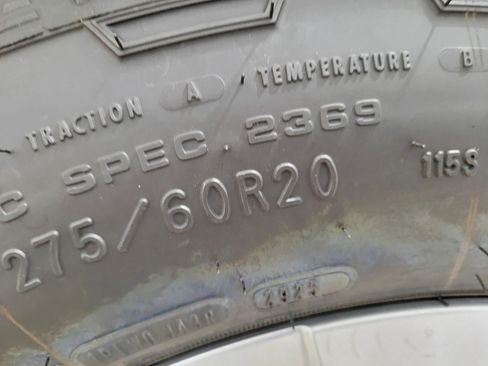 TRACTION A TEMPERATURE B
C SPEC 2369
275/60R20 115S